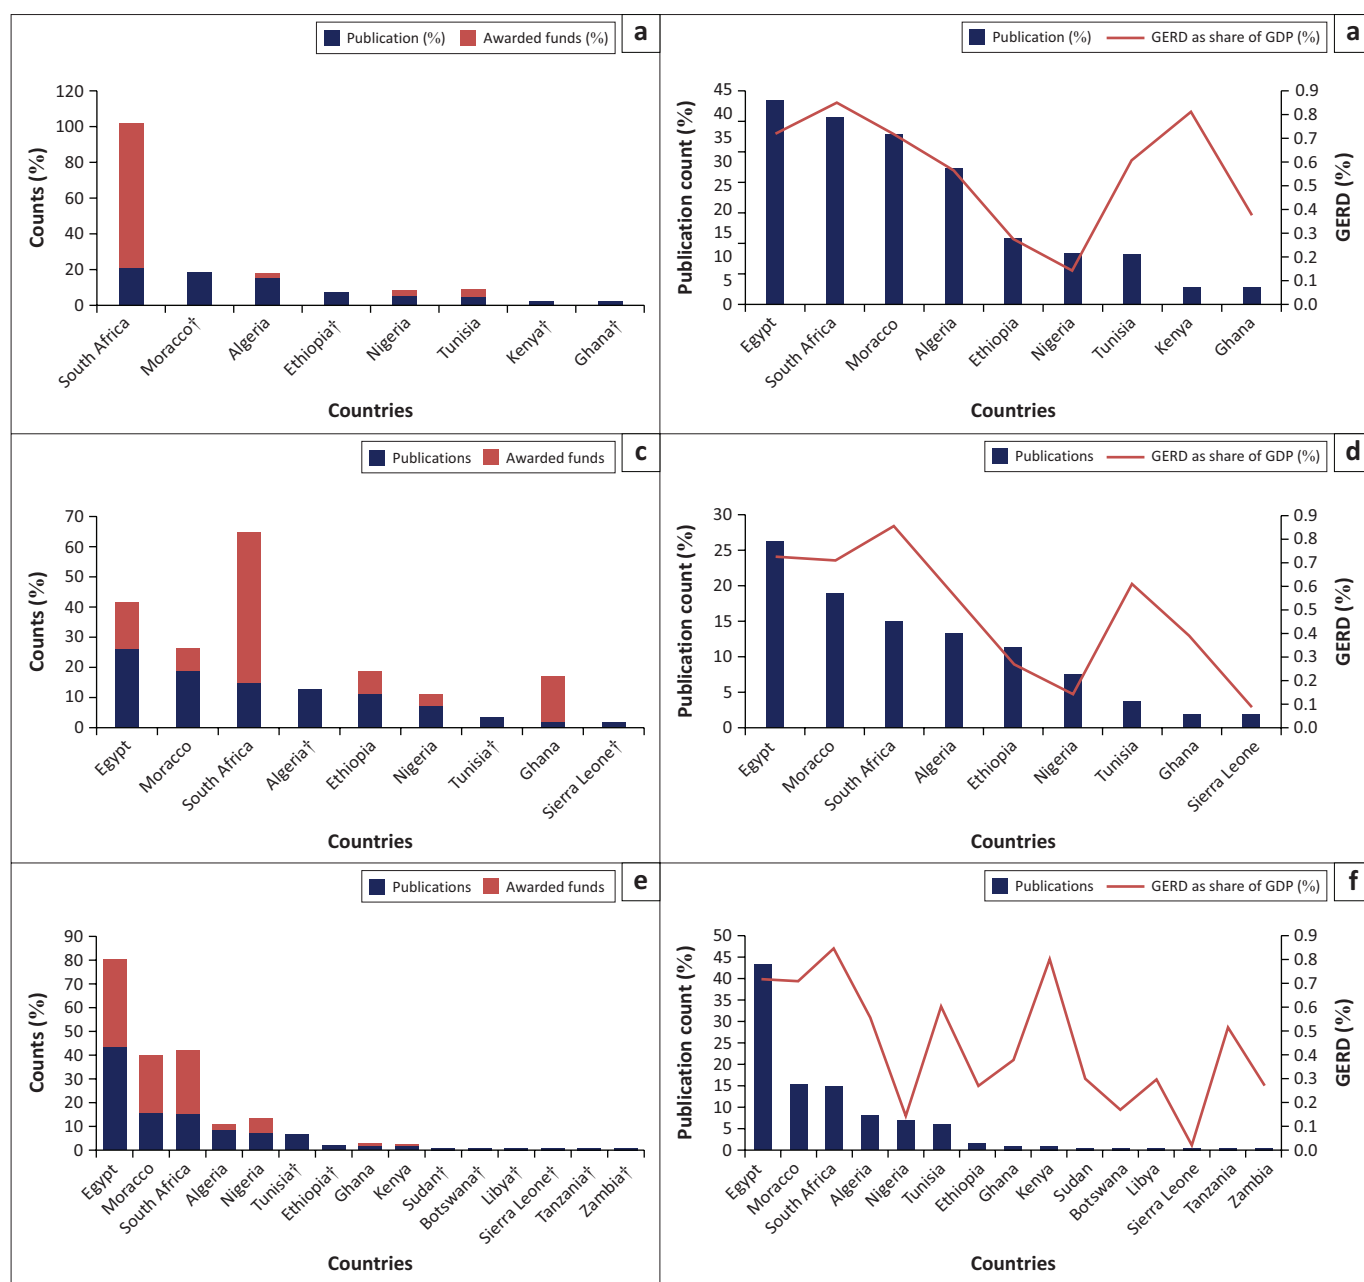 Publication (%) Awarded funds (%) a
120
100
80
60
40
20
0
Counts (%)
South Africa Morocco† Algeria Ethiopia† Nigeria Tunisia Kenya† Ghana†
Countries
Publication (%) GERD as share of GDP (%) a
45 0.9
40 0.8
35 0.7
30 0.6
25 0.5
20 0.4
15 0.3
10 0.2
5 0.1
0 0.0
Publication count (%)
GERD (%)
Egypt South Africa Morocco Algeria Ethiopia Nigeria Tunisia Kenya Ghana
Countries
Publications Awarded funds c
70
60
50
40
30
20
10
0
Counts (%)
Egypt Morocco South Africa Algeria† Ethiopia Nigeria Tunisia† Ghana Sierra Leone†
Countries
Publications GERD as share of GDP (%) d
30 0.9
25 0.8
20 0.7
15 0.6
10 0.5
5 0.4
0 0.3
0.2
0.1
0.0
Publication count (%)
GERD (%)
Egypt Morocco South Africa Algeria Ethiopia Nigeria Tunisia Ghana Sierra Leone
Countries
Publications Awarded funds e
90
80
70
60
50
40
30
20
10
0
Counts (%)
Egypt Morocco South Africa Algeria Nigeria Tunisia† Ethiopia† Ghana Kenya Sudan† Botswana† Libya† Sierra Leone† Tanzania† Zambia†
Countries
Publications GERD as share of GDP (%) f
50 0.9
45 0.8
40 0.7
35 0.6
30 0.5
25 0.4
20 0.3
15 0.2
10 0.1
5 0.0
0
Publication count (%)
GERD (%)
Egypt Morocco South Africa Algeria Nigeria Tunisia Ethiopia Ghana Kenya Sudan Botswana Libya Sierra Leone Tanzania Zambia
Countries